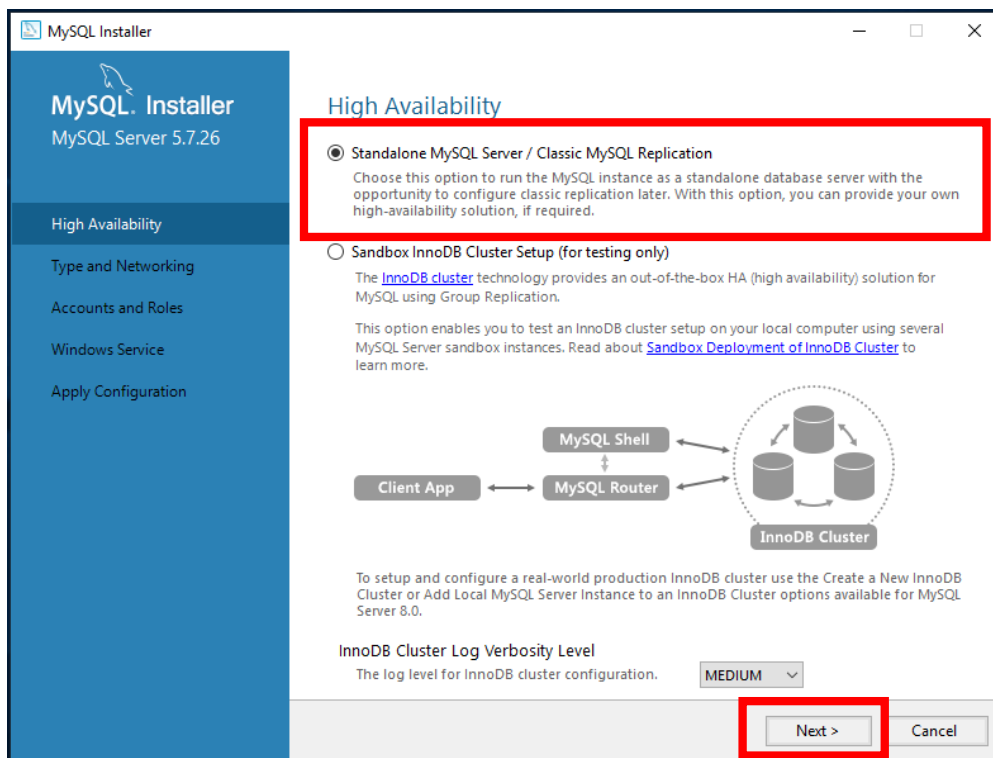 MySQL Installer
MySQL. Installer
MySQL Server 5.7.26
High Availability
Type and Networking
Accounts and Roles
Windows Service
Apply Configuration
High Availability
Standalone MySQL Server / Classic MySQL Replication
Choose this option to run the MySQL instance as a standalone database server with the
opportunity to configure classic replication later. With this option, you can provide your own
high-availability solution, if required.
Sandbox InnoDB Cluster Setup (for testing only)
The InnoDB cluster technology provides an out-of-the-box HA (high availability) solution for
MySQL using Group Replication.
This option enables you to test an InnoDB cluster setup on your local computer using several
MySQL Server sandbox instances. Read about Sandbox Deployment of InnoDB Cluster to
learn more.
MySQL Shell
Client App
MySQL Router
InnoDB Cluster
To setup and configure a real-world production InnoDB cluster use the Create a New InnoDB
Cluster or Add Local MySQL Server Instance to an InnoDB Cluster options available for MySQL
Server 8.0.
InnoDB Cluster Log Verbosity Level
The log level for InnoDB cluster configuration.
MEDIUM
Next >
Cancel